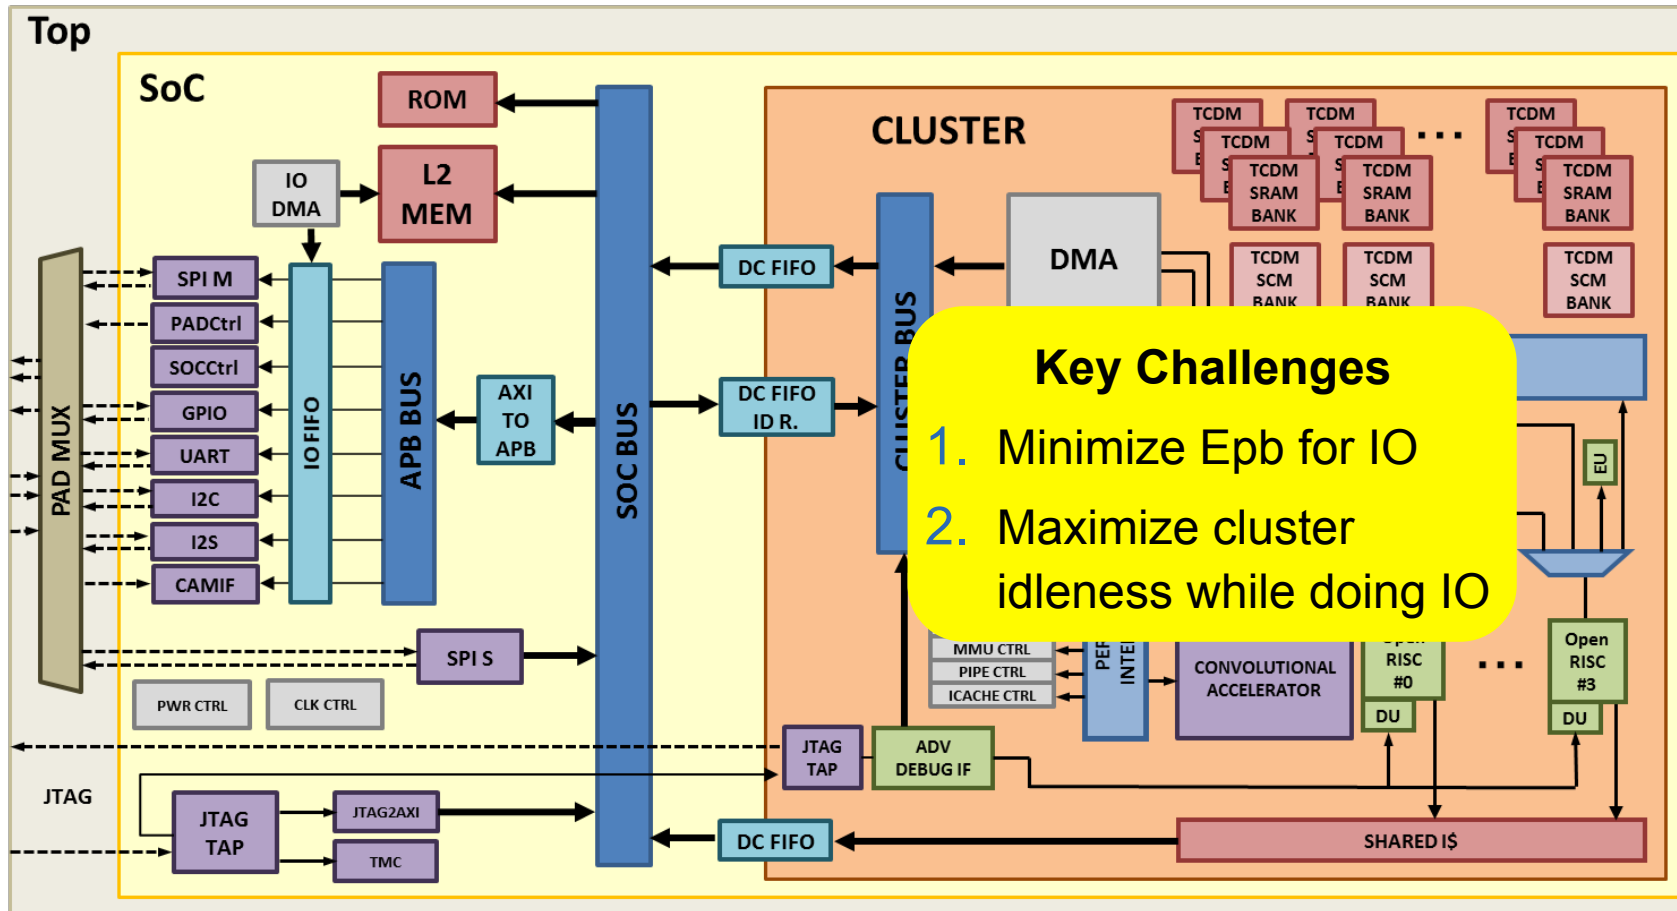 Top
SoC
ROM
IO
DMA
L2
MEM
SPI M
PADCtrl
SOCCtrl
GPIO
UART
I2C
I2S
CAMIF
PAD MUX
IO FIFO
APB BUS
AXI
TO
APB
SOC BUS
SPI S
PWR CTRL
CLK CTRL
JTAG
JTAG
TAP
JTAG2AXI
TMC
DC FIFO
DC FIFO
ID R.
DC FIFO
CLUSTER
CLUSTER BUS
DMA
TCDM
TCDM
TCDM
SRAM
BANK
TCDM
TCDM
TCDM
SRAM
BANK
...
TCDM
TCDM
TCDM
SRAM
BANK
TCDM
SCM
BANK
TCDM
SCM
BANK
TCDM
SCM
BANK
Key Challenges
1. Minimize Epb for IO
2. Maximize cluster
idleness while doing IO
EU
MMU CTRL
PIPE CTRL
ICACHE CTRL
CONVOLUTIONAL
ACCELERATOR
Open
RISC
#0
DU
...
Open
RISC
#3
DU
JTAG
TAP
ADV
DEBUG IF
SHARED I$